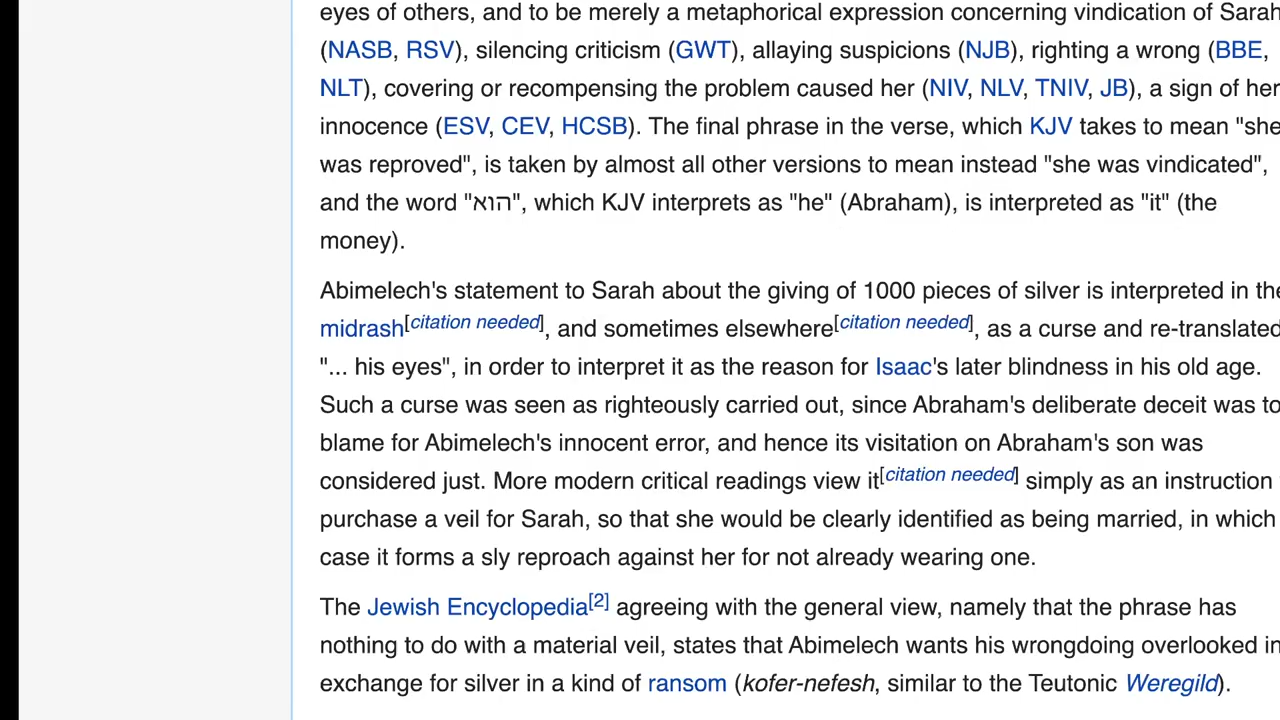 eyes of others, and to be merely a metaphorical expression concerning vindication of Sarah
(NASB, RSV), silencing criticism (GWT), allaying suspicions (NJB), righting a wrong (BBE,
NLT), covering or recompensing the problem caused her (NIV, NLV, TNIV, JB), a sign of her
innocence (ESV, CEV, HCSB). The final phrase in the verse, which KJV takes to mean "she
was reproved", is taken by almost all other versions to mean instead "she was vindicated",
and the word "הוא", which KJV interprets as "he" (Abraham), is interpreted as "it" (the
money).
Abimelech's statement to Sarah about the giving of 1000 pieces of silver is interpreted in the
midrash[citation needed], and sometimes elsewhere[citation needed], as a curse and re-translated
"... his eyes", in order to interpret it as the reason for Isaac's later blindness in his old age.
Such a curse was seen as righteously carried out, since Abraham's deliberate deceit was to
blame for Abimelech's innocent error, and hence its visitation on Abraham's son was
considered just. More modern critical readings view it[citation needed] simply as an instruction
purchase a veil for Sarah, so that she would be clearly identified as being married, in which
case it forms a sly reproach against her for not already wearing one.
The Jewish Encyclopedia[2] agreeing with the general view, namely that the phrase has
nothing to do with a material veil, states that Abimelech wants his wrongdoing overlooked in
exchange for silver in a kind of ransom (kofer-nefesh, similar to the Teutonic Weregild).